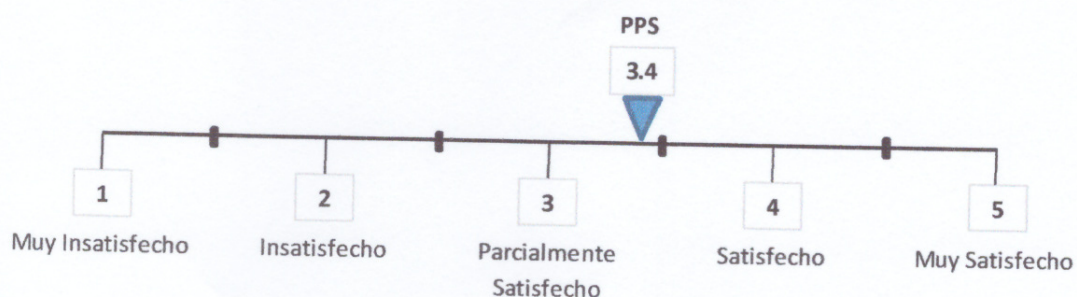 PPS
3.4
1
2
3
4
5
Muy Insatisfecho
Insatisfecho
Parcialmente
Satisfecho
Satisfecho
Muy Satisfecho